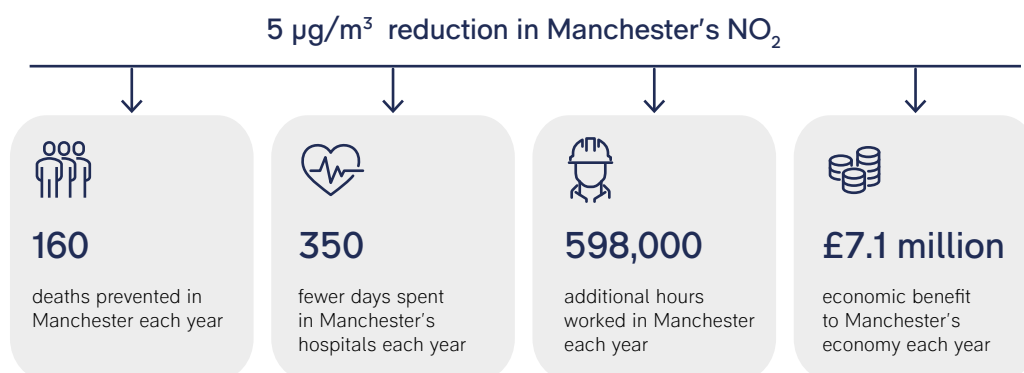 5 µg/m³ reduction in Manchester's NO₂
160
deaths prevented in
Manchester each year
350
fewer days spent
in Manchester's
hospitals each year
598,000
additional hours
worked in Manchester
each year
£7.1 million
economic benefit
to Manchester's
economy each year